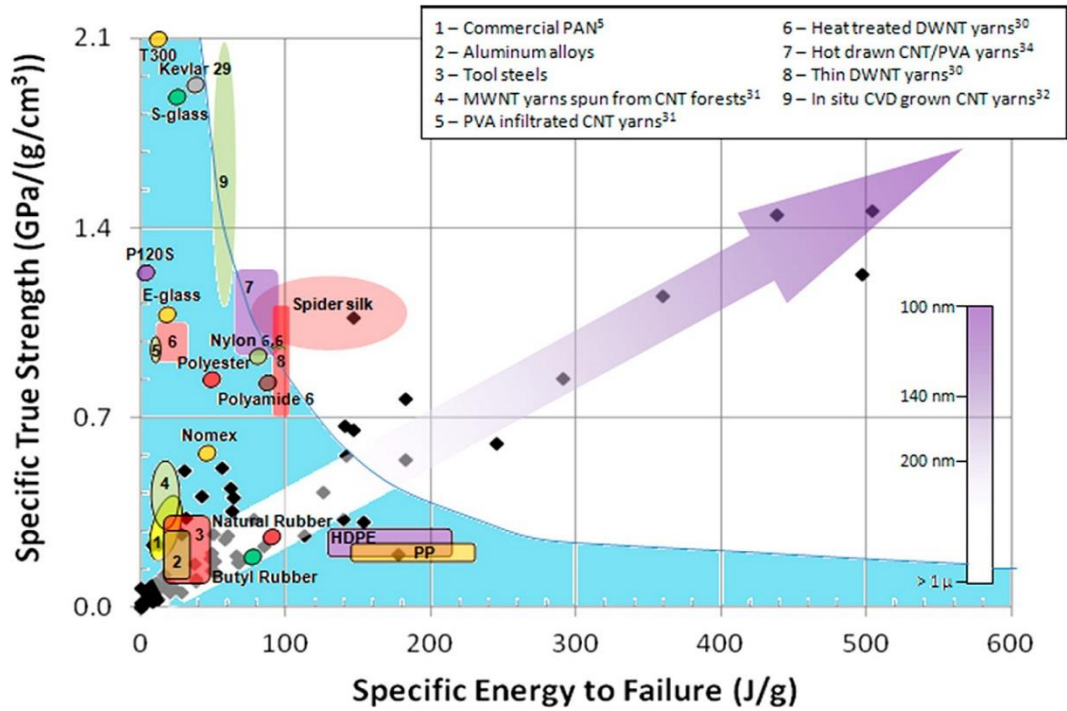 1 – Commercial PAN⁵
2 – Aluminum alloys
3 – Tool steels
4 – MWNT yarns spun from CNT forests³¹
5 – PVA infiltrated CNT yarns³¹
6 – Heat treated DWNT yarns³⁰
7 – Hot drawn CNT/PVA yarns³⁴
8 – Thin DWNT yarns³⁰
9 – In situ CVD grown CNT yarns³²
Specific True Strength (GPa/(g/cm³)
2.1
1.4
0.7
0.0
T300
Kevlar 29
S-glass
9
P120S
E-glass
7
Spider silk
6
5
Nylon 6,6
8
Polyester
Polyamide 6
Nomex
4
Natural Rubber
3
1
2
Butyl Rubber
HDPE
PP
100 nm
140 nm
200 nm
> 1 µ
0
100
200
300
400
500
600
Specific Energy to Failure (J/g)